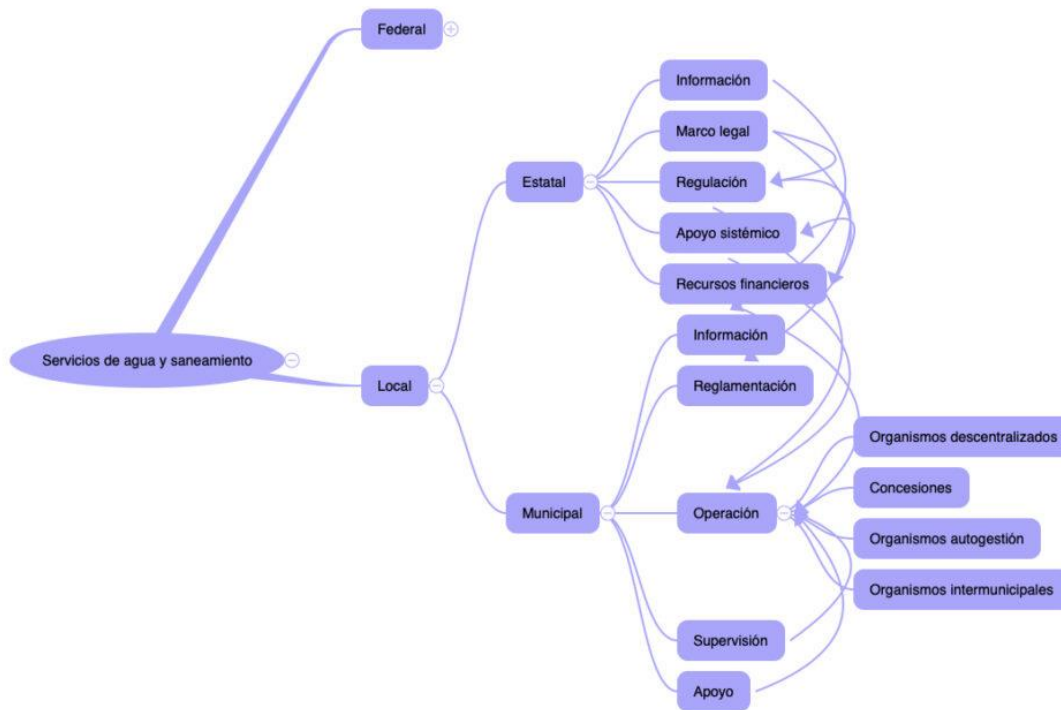 Federal
Información
Marco legal
Estatal
Regulación
Apoyo sistémico
Recursos financieros
Servicios de agua y saneamiento
Información
Local
Reglamentación
Organismos descentralizados
Concesiones
Municipal
Operación
Organismos autogestión
Organismos intermunicipales
Supervisión
Apoyo